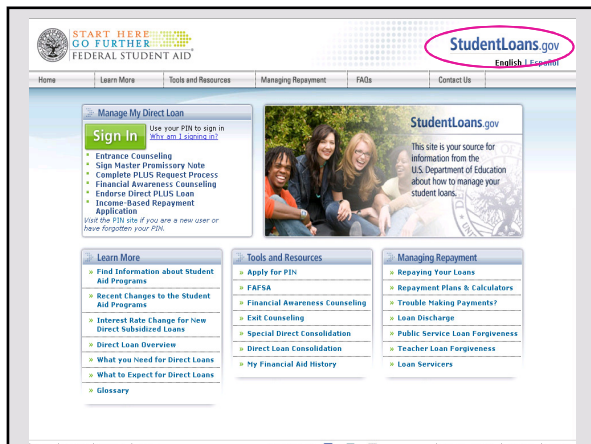 START HERE
GO FURTHER
FEDERAL STUDENT AID®
StudentLoans.gov
English | Español
Home Learn More Tools and Resources Managing Repayment FAQs Contact Us
Manage My Direct Loan
Sign In
Use your PIN to sign in
Why am I signing in?
Entrance Counseling
Sign Master Promissory Note
Complete PLUS Request Process
Financial Awareness Counseling
Endorse Direct PLUS Loan
Income-Based Repayment
Application
Visit the PIN site if you are a new user or
have forgotten your PIN.
StudentLoans.gov
This site is your source for
information from the
U.S. Department of Education
about how to manage your
student loans.
Learn More
» Find Information about Student
Aid Programs
» Recent Changes to the Student
Aid Programs
» Interest Rate Change for New
Direct Subsidized Loans
» Direct Loan Overview
» What you Need for Direct Loans
» What to Expect for Direct Loans
» Glossary
Tools and Resources
» Apply for PIN
» FAFSA
» Financial Awareness Counseling
» Exit Counseling
» Special Direct Consolidation
» Direct Loan Consolidation
» My Financial Aid History
Managing Repayment
» Repaying Your Loans
» Repayment Plans & Calculators
» Trouble Making Payments?
» Loan Discharge
» Public Service Loan Forgiveness
» Teacher Loan Forgiveness
» Loan Servicers